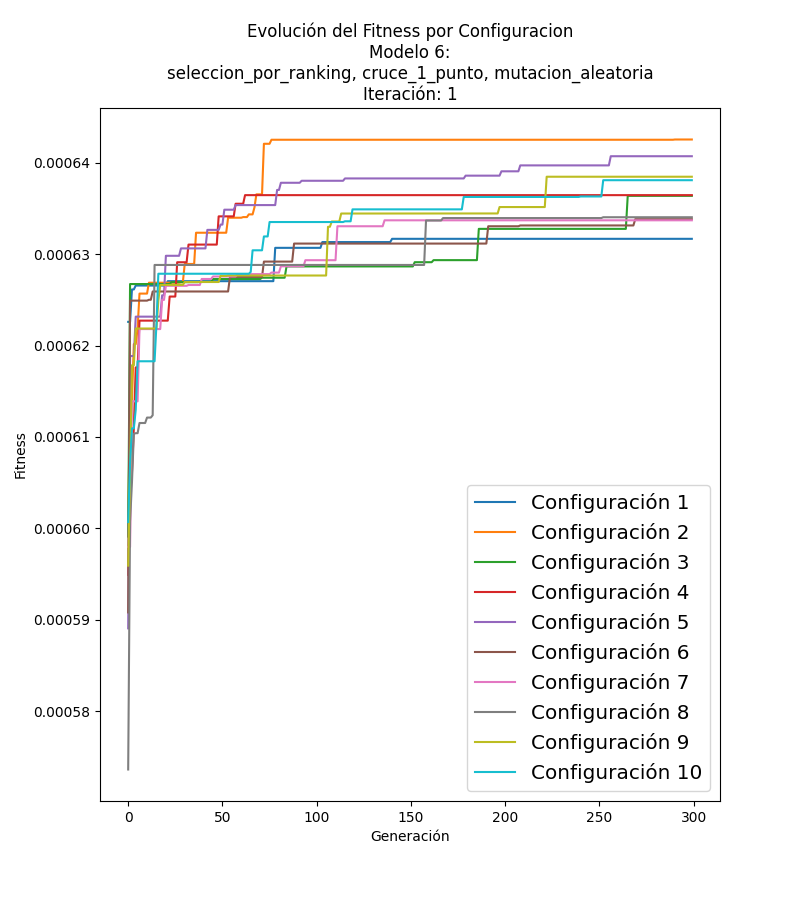 Evolución del Fitness por Configuracion
Modelo 6:
seleccion_por_ranking, cruce_1_punto, mutacion_aleatoria
Iteración: 1
0.00064
0.00063
0.00062
0.00061
0.00060
0.00059
0.00058
Fitness
0
50
100
150
200
250
300
Generación
Configuración 1
Configuración 2
Configuración 3
Configuración 4
Configuración 5
Configuración 6
Configuración 7
Configuración 8
Configuración 9
Configuración 10